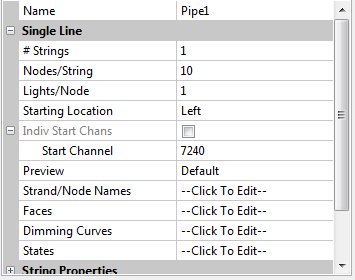 Name Pipe1
Single Line
# Strings 1
Nodes/String 10
Lights/Node 1
Starting Location Left
Indiv Start Chans
Start Channel 7240
Preview Default
Strand/Node Names --Click To Edit--
Faces --Click To Edit--
Dimming Curves --Click To Edit--
States --Click To Edit--
String Properties